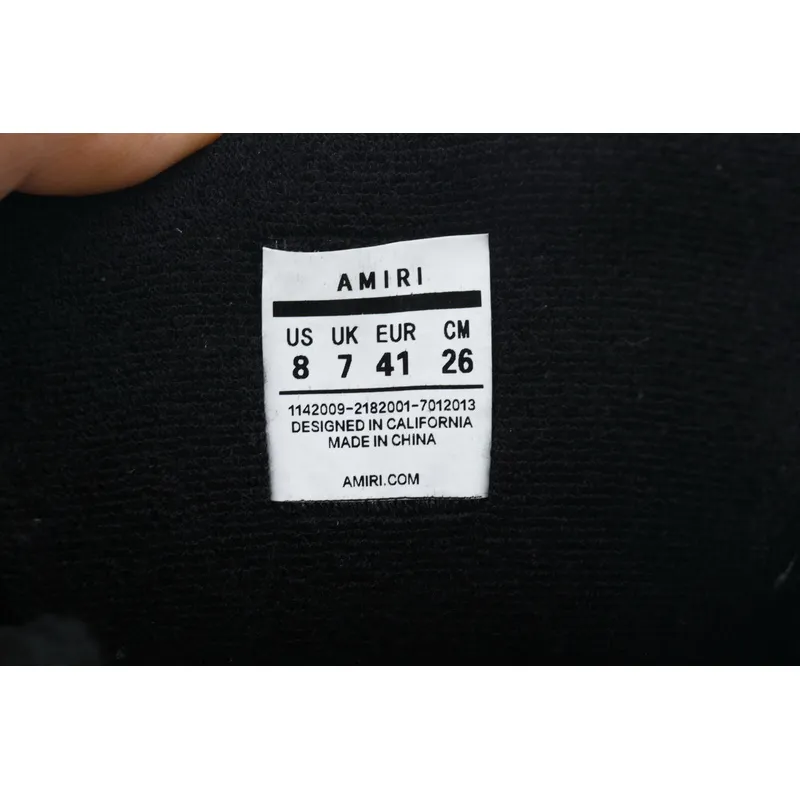 AMIRI
US UK EUR CM
8 7 41 26
1142009-2182001-7012013
DESIGNED IN CALIFORNIA
MADE IN CHINA
AMIRI.COM